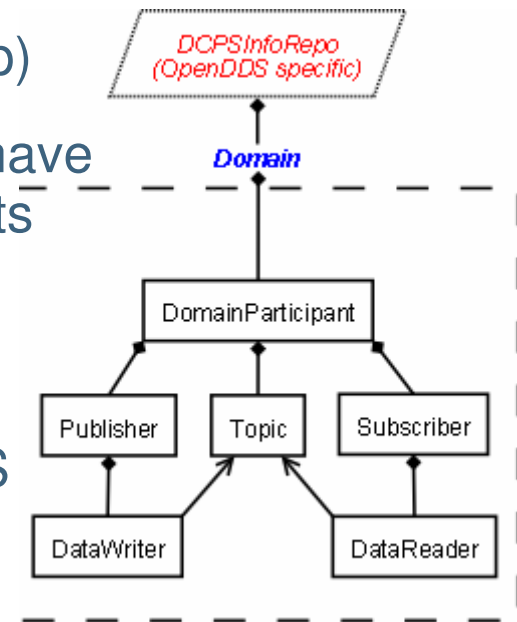 DCPSInfoRepo
(OpenDDS specific)
Domain
DomainParticipant
Publisher
Topic
Subscriber
DataWriter
DataReader